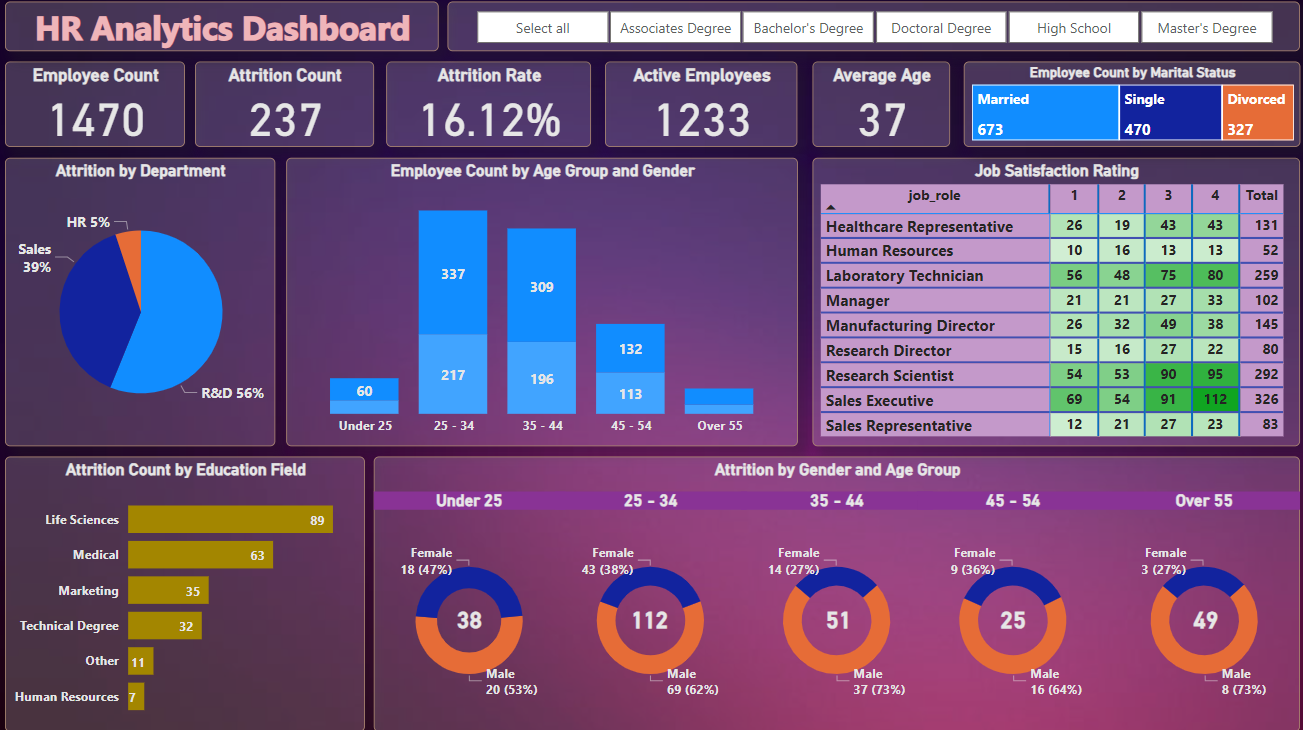 HR Analytics Dashboard
Select all
Associates Degree
Bachelor's Degree
Doctoral Degree
High School
Master's Degree
Employee Count
1470
Attrition Count
237
Attrition Rate
16.12%
Active Employees
1233
Average Age
37
Employee Count by Marital Status
Married
673
Single
470
Divorced
327
Attrition by Department
HR 5%
Sales
39%
R&D 56%
Employee Count by Age Group and Gender
60
337
217
309
196
132
113
Under 25
25 - 34
35 - 44
45 - 54
Over 55
Job Satisfaction Rating
job_role 1 2 3 4 Total
Healthcare Representative 26 19 43 43 131
Human Resources 10 16 13 13 52
Laboratory Technician 56 48 75 80 259
Manager 21 21 27 33 102
Manufacturing Director 26 32 49 38 145
Research Director 15 16 27 22 80
Research Scientist 54 53 90 95 292
Sales Executive 69 54 91 112 326
Sales Representative 12 21 27 23 83
Attrition Count by Education Field
Life Sciences 89
Medical 63
Marketing 35
Technical Degree 32
Other 11
Human Resources 7
Attrition by Gender and Age Group
Under 25
25 - 34
35 - 44
45 - 54
Over 55
Female
18 (47%)
38
Male
20 (53%)
Female
43 (38%)
112
Male
69 (62%)
Female
14 (27%)
51
Male
37 (73%)
Female
9 (36%)
25
Male
16 (64%)
Female
3 (27%)
49
Male
8 (73%)